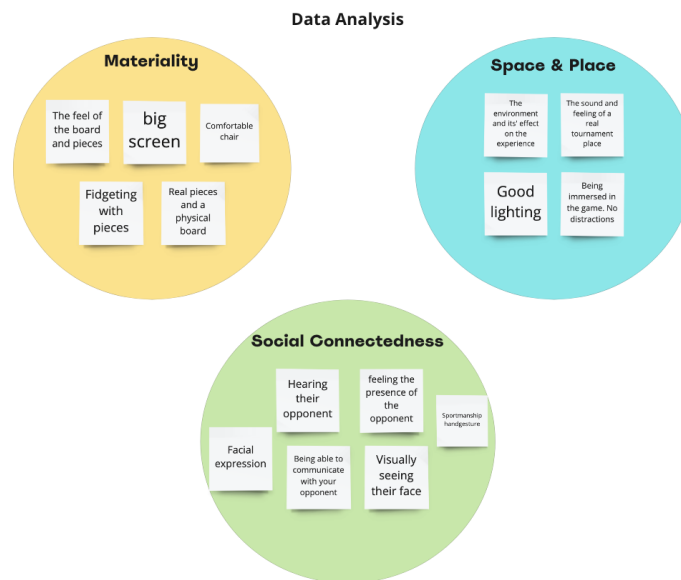 Data Analysis
Materiality
The feel of
the board
and pieces
big
screen
Comfortable
chair
Fidgeting
with
pieces
Real pieces
and a
physical
board
Space & Place
The
environment
and its' effect
on the
experience
The sound and
feeling of a
real
tournament
place
Good
lighting
Being
immersed in
the game. No
distractions
Social Connectedness
Hearing
their
opponent
feeling the
presence of
the
opponent
Sportmanship
handgesture
Facial
expression
Being able to
communicate
with your
opponent
Visually
seeing
their face